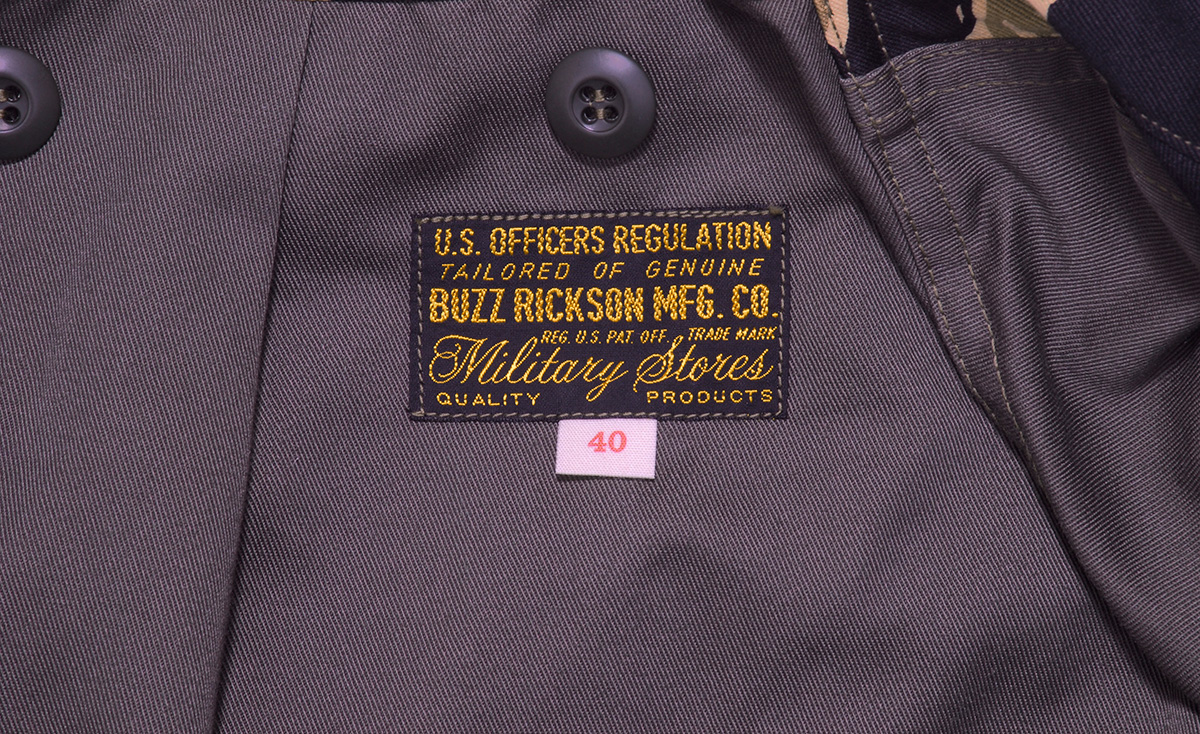 U.S. OFFICERS REGULATION
TAILORED OF GENUINE
BUZZ RICKSON MFG. CO.
REG. U.S. PAT. OFF. TRADE MARK
Military Stores
QUALITY PRODUCTS
40